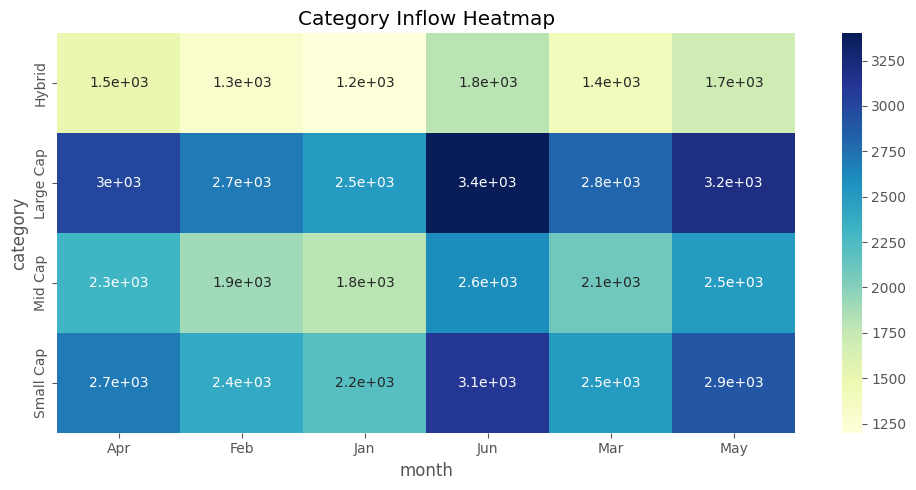 Category Inflow Heatmap
category
Hybrid
1.5e+03 1.3e+03 1.2e+03 1.8e+03 1.4e+03 1.7e+03
Large Cap
3e+03 2.7e+03 2.5e+03 3.4e+03 2.8e+03 3.2e+03
Mid Cap
2.3e+03 1.9e+03 1.8e+03 2.6e+03 2.1e+03 2.5e+03
Small Cap
2.7e+03 2.4e+03 2.2e+03 3.1e+03 2.5e+03 2.9e+03
Apr Feb Jan Jun Mar May
month
3250
3000
2750
2500
2250
2000
1750
1500
1250